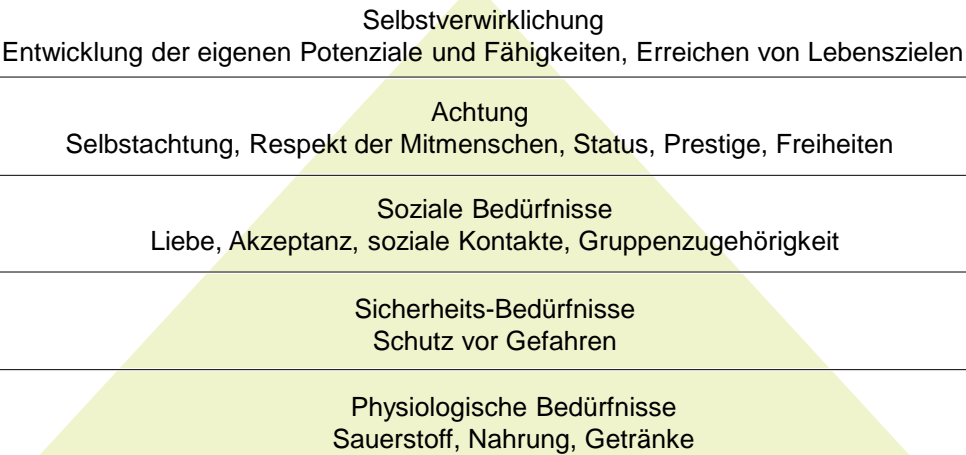 Selbstverwirklichung
Entwicklung der eigenen Potenziale und Fähigkeiten, Erreichen von Lebenszielen
Achtung
Selbstachtung, Respekt der Mitmenschen, Status, Prestige, Freiheiten
Soziale Bedürfnisse
Liebe, Akzeptanz, soziale Kontakte, Gruppenzugehörigkeit
Sicherheits-Bedürfnisse
Schutz vor Gefahren
Physiologische Bedürfnisse
Sauerstoff, Nahrung, Getränke